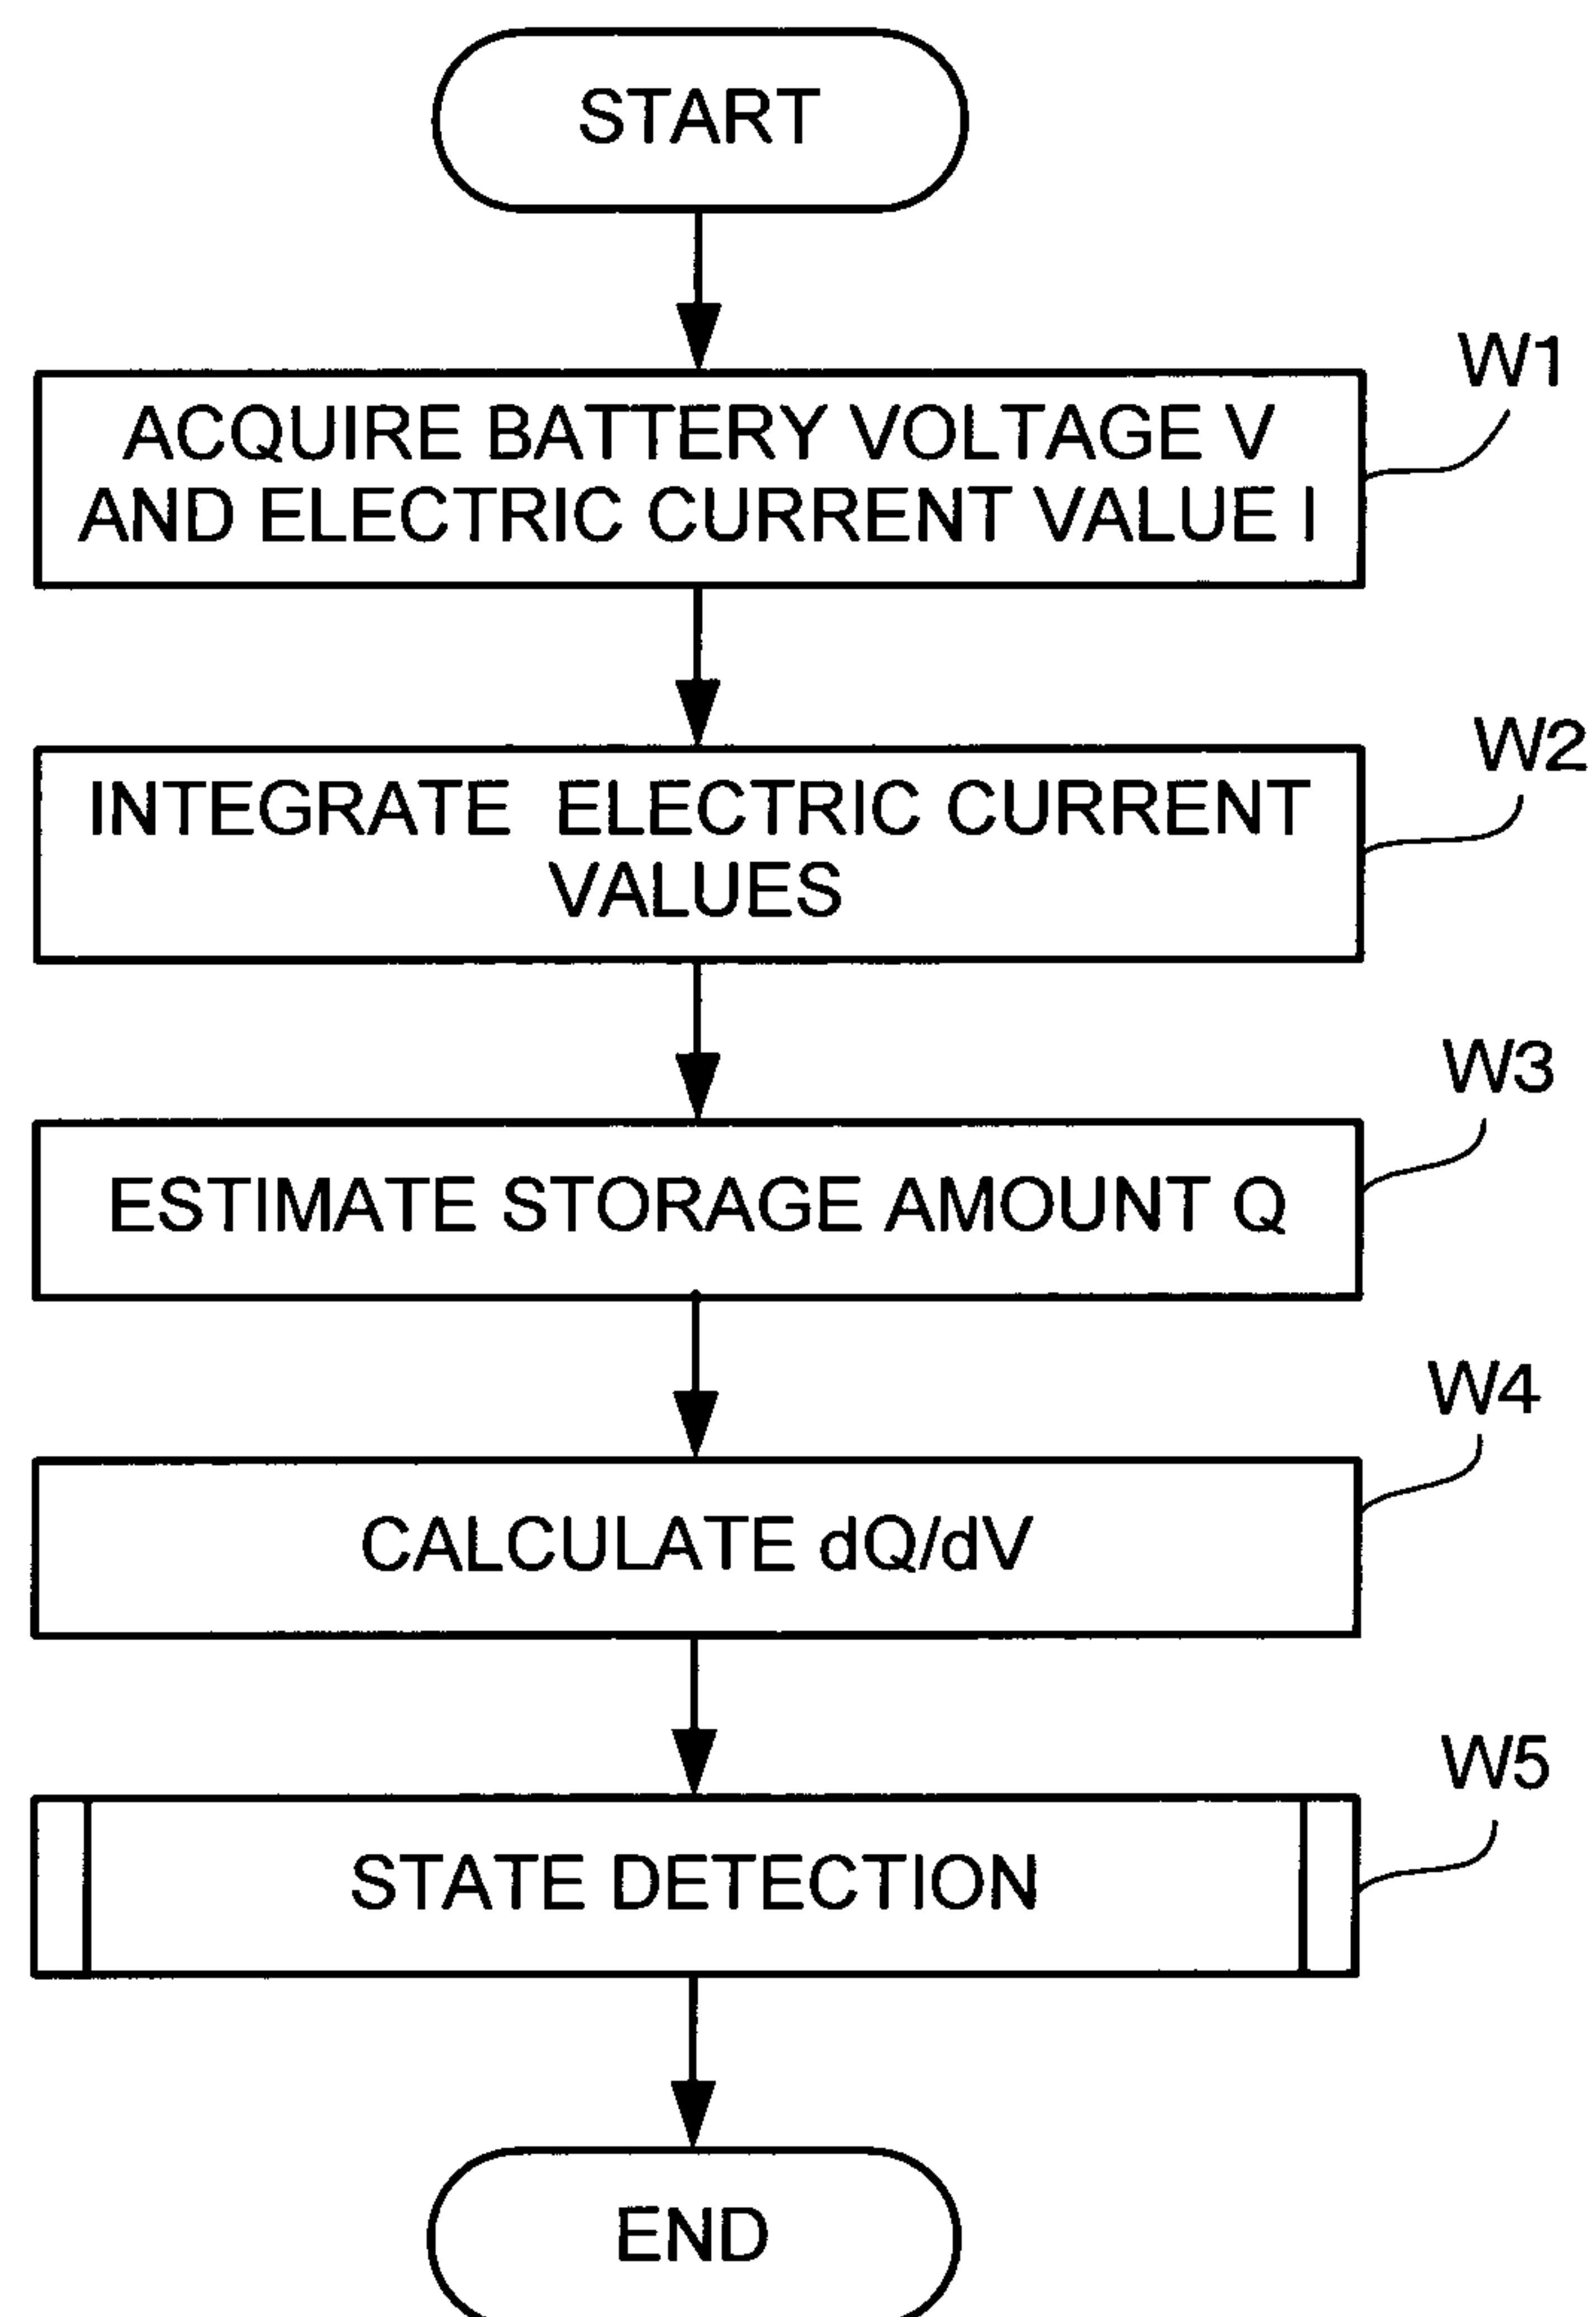 START
W1
ACQUIRE BATTERY VOLTAGE V
AND ELECTRIC CURRENT VALUE I
W2
INTEGRATE ELECTRIC CURRENT
VALUES
W3
ESTIMATE STORAGE AMOUNT Q
W4
CALCULATE dQ/dV
W5
STATE DETECTION
END